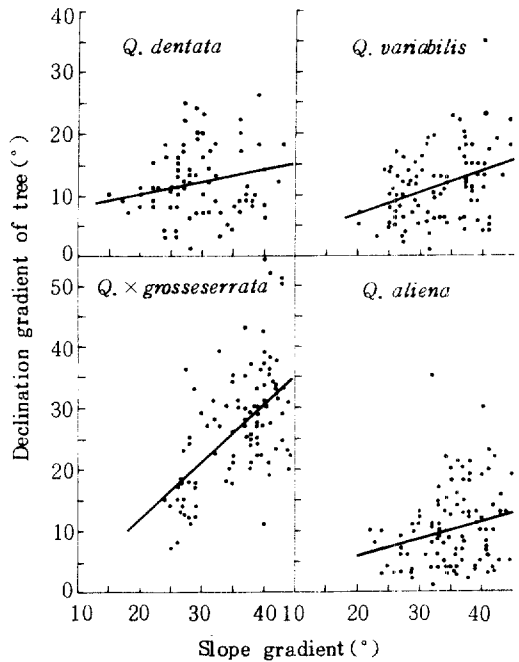 40
30
20
10
0
Q. dentata
Q. variabilis
50
40
30
20
10
0
Q. × grosseserrata
Q. aliena
10 20 30 40 10 20 30 40
Declination gradient of tree (°)
Slope gradient (°)